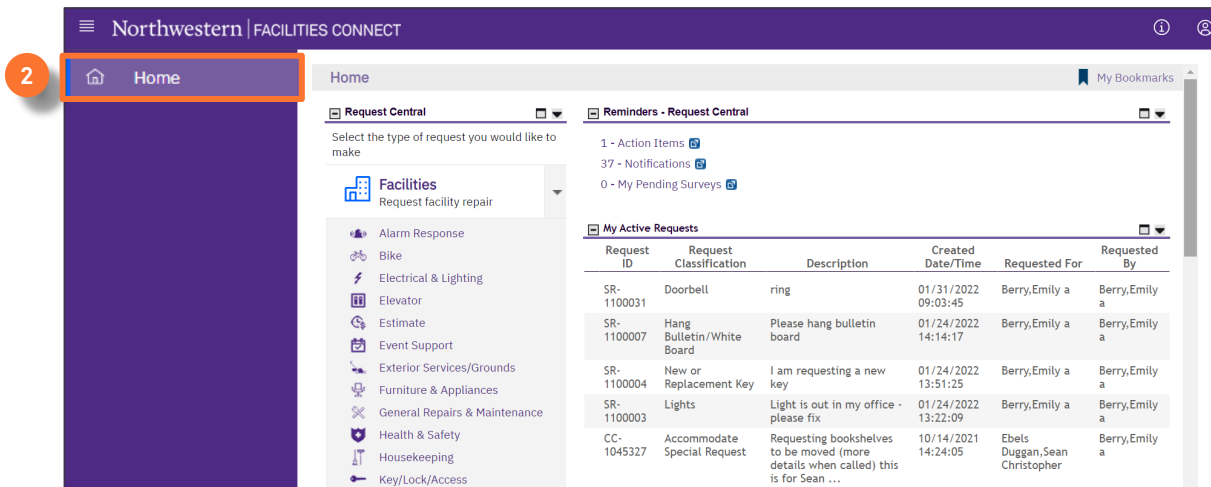 Northwestern | FACILITIES CONNECT
2
Home
Home
My Bookmarks
Request Central
Select the type of request you would like to
make
Facilities
Request facility repair
Alarm Response
Bike
Electrical & Lighting
Elevator
Estimate
Event Support
Exterior Services/Grounds
Furniture & Appliances
General Repairs & Maintenance
Health & Safety
Housekeeping
Key/Lock/Access
Reminders - Request Central
1 - Action Items
37 - Notifications
0 - My Pending Surveys
My Active Requests
Request Request Created Requested
ID Classification Description Date/Time Requested For By
SR- Doorbell ring 01/31/2022 Berry,Emily a Berry,Emily
1100031 09:03:45 a
SR- Hang Please hang bulletin 01/24/2022 Berry,Emily a Berry,Emily
1100007 Bulletin/White board 14:14:17 a
Board
SR- New or I am requesting a new 01/24/2022 Berry,Emily a Berry,Emily
1100004 Replacement Key key 13:51:25 a
SR- Lights Light is out in my office - 01/24/2022 Berry,Emily a Berry,Emily
1100003 please fix 13:22:09 a
CC- Accommodate Requesting bookshelves 10/14/2021 Ebels Berry,Emily
1045327 Special Request to be moved (more 14:24:05 Duggan,Sean a
details when called) this Christopher
is for Sean ...